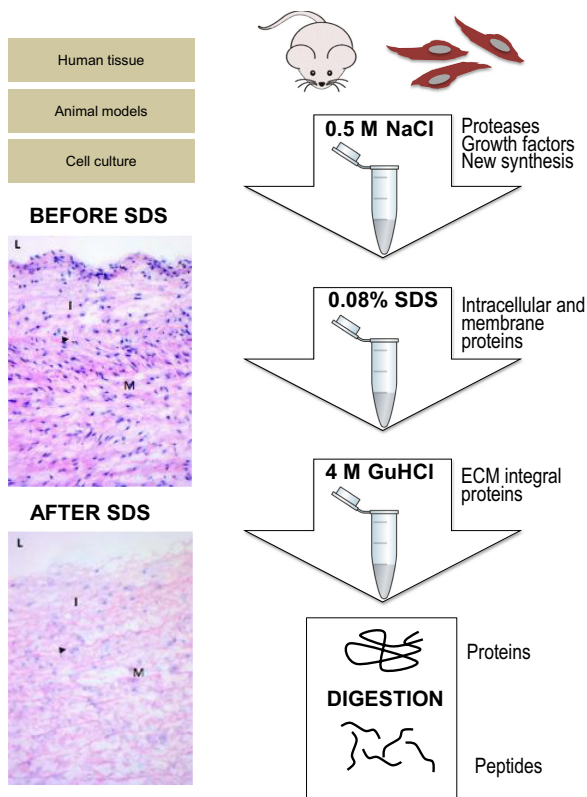 Human tissue
Animal models
Cell culture
BEFORE SDS
L
I
M
AFTER SDS
L
I
M
0.5 M NaCl
Proteases
Growth factors
New synthesis
0.08% SDS
Intracellular and
membrane
proteins
4 M GuHCl
ECM integral
proteins
Proteins
DIGESTION
Peptides